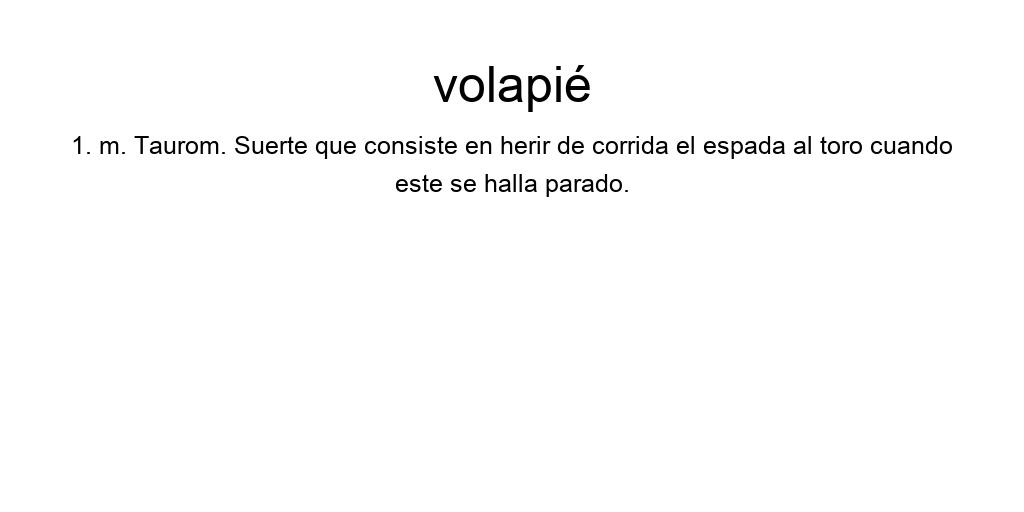 volapié
1. m. Taurom. Suerte que consiste en herir de corrida el espada al toro cuando
este se halla parado.